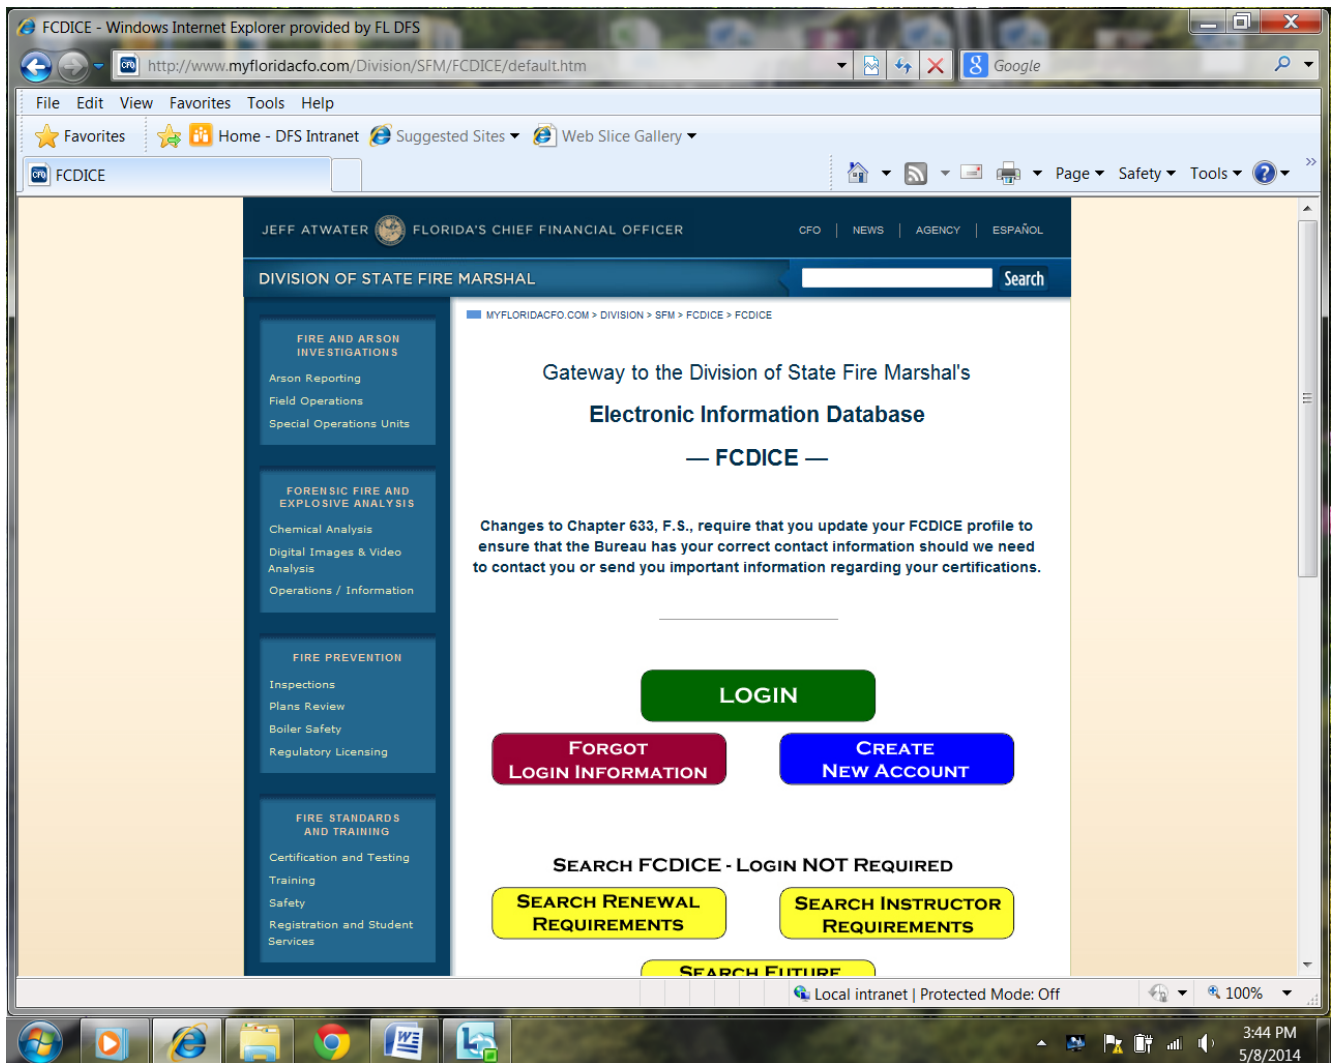 FCDICE - Windows Internet Explorer provided by FL DFS
http://www.myfloridacfo.com/Division/SFM/FCDICE/default.htm
Google
File Edit View Favorites Tools Help
Favorites
Home - DFS Intranet
Suggested Sites
Web Slice Gallery
CFO FCDICE
Page Safety Tools
JEFF ATWATER FLORIDA'S CHIEF FINANCIAL OFFICER
CFO | NEWS | AGENCY | ESPAÑOL
DIVISION OF STATE FIRE MARSHAL
Search
FIRE AND ARSON
INVESTIGATIONS
Arson Reporting
Field Operations
Special Operations Units
FORENSIC FIRE AND
EXPLOSIVE ANALYSIS
Chemical Analysis
Digital Images & Video
Analysis
Operations / Information
FIRE PREVENTION
Inspections
Plans Review
Boiler Safety
Regulatory Licensing
FIRE STANDARDS
AND TRAINING
Certification and Testing
Training
Safety
Registration and Student
Services
MYFLORIDACFO.COM > DIVISION > SFM > FCDICE > FCDICE
Gateway to the Division of State Fire Marshal's
Electronic Information Database
— FCDICE —
Changes to Chapter 633, F.S., require that you update your FCDICE profile to
ensure that the Bureau has your correct contact information should we need
to contact you or send you important information regarding your certifications.
LOGIN
FORGOT
LOGIN INFORMATION
CREATE
NEW ACCOUNT
SEARCH FCDICE - LOGIN NOT REQUIRED
SEARCH RENEWAL
REQUIREMENTS
SEARCH INSTRUCTOR
REQUIREMENTS
SEARCH FUTURE
Local intranet | Protected Mode: Off
100%
3:44 PM
5/8/2014